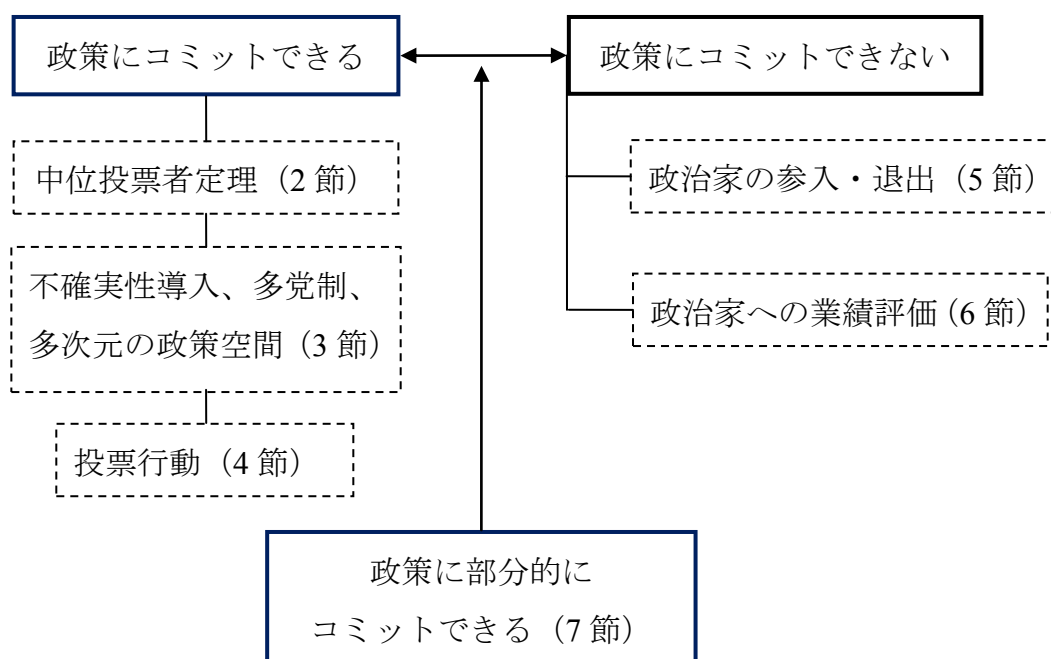 政策にコミットできる
政策にコミットできない
中位投票者定理（2 節）
不確実性導入、多党制、
多次元の政策空間（3 節）
投票行動（4 節）
政治家の参入・退出（5 節）
政治家への業績評価（6 節）
政策に部分的に
コミットできる（7 節）